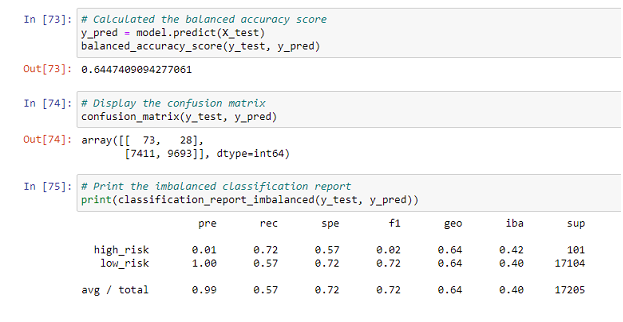 In [73]: # Calculated the balanced accuracy score
y_pred = model.predict(X_test)
balanced_accuracy_score(y_test, y_pred)
Out[73]: 0.6447409094277061
In [74]: # Display the confusion matrix
confusion_matrix(y_test, y_pred)
Out[74]: array([[ 73, 28],
[7411, 9693]], dtype=int64)
In [75]: # Print the imbalanced classification report
print(classification_report_imbalanced(y_test, y_pred))
pre rec spe f1 geo iba sup
high_risk 0.01 0.72 0.57 0.02 0.64 0.42 101
low_risk 1.00 0.57 0.72 0.72 0.64 0.40 17104
avg / total 0.99 0.57 0.72 0.72 0.64 0.40 17205